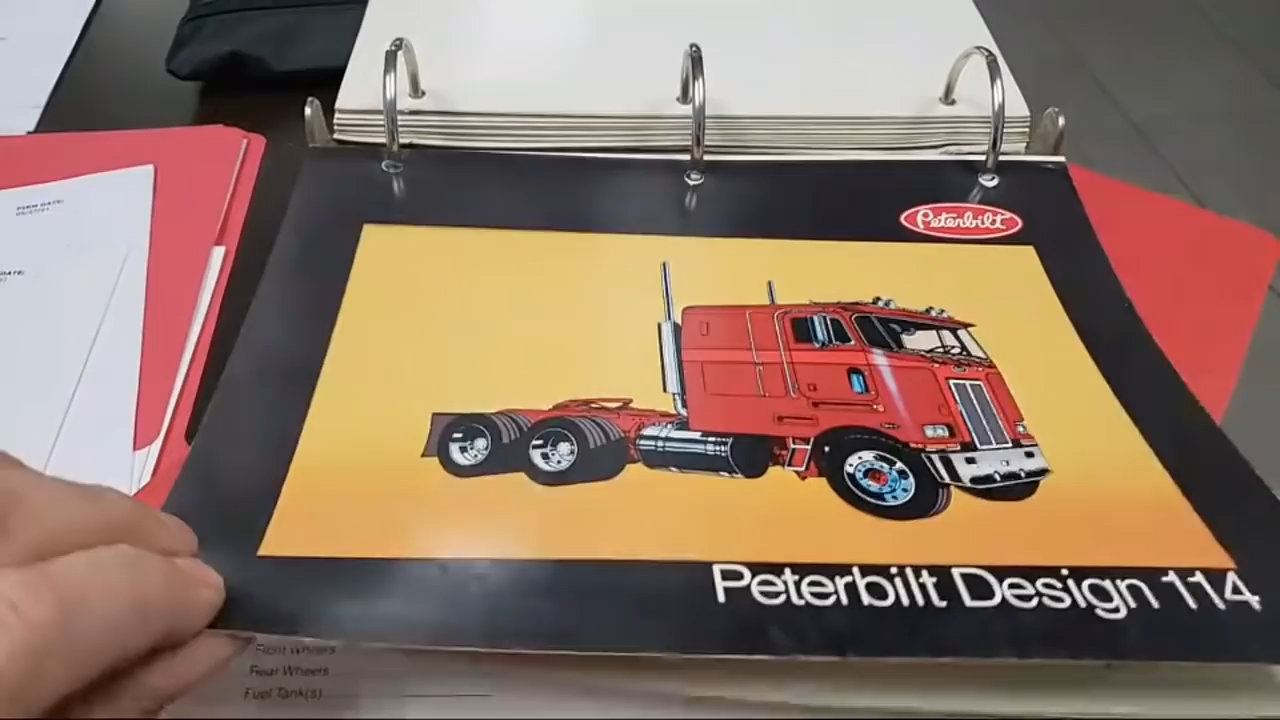 Peterbilt
Peterbilt Design 114
Front Wheels
Rear Wheels
Fuel Tank(s)